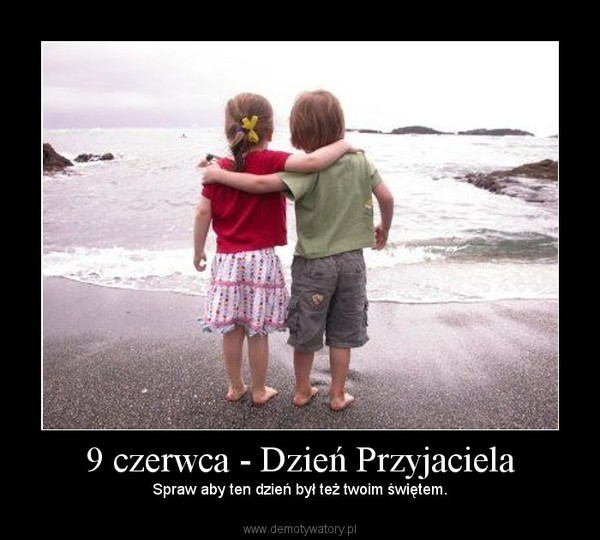 9 czerwca - Dzień Przyjaciela
Spraw aby ten dzień był też twoim świętem.
www.demotywatory.pl